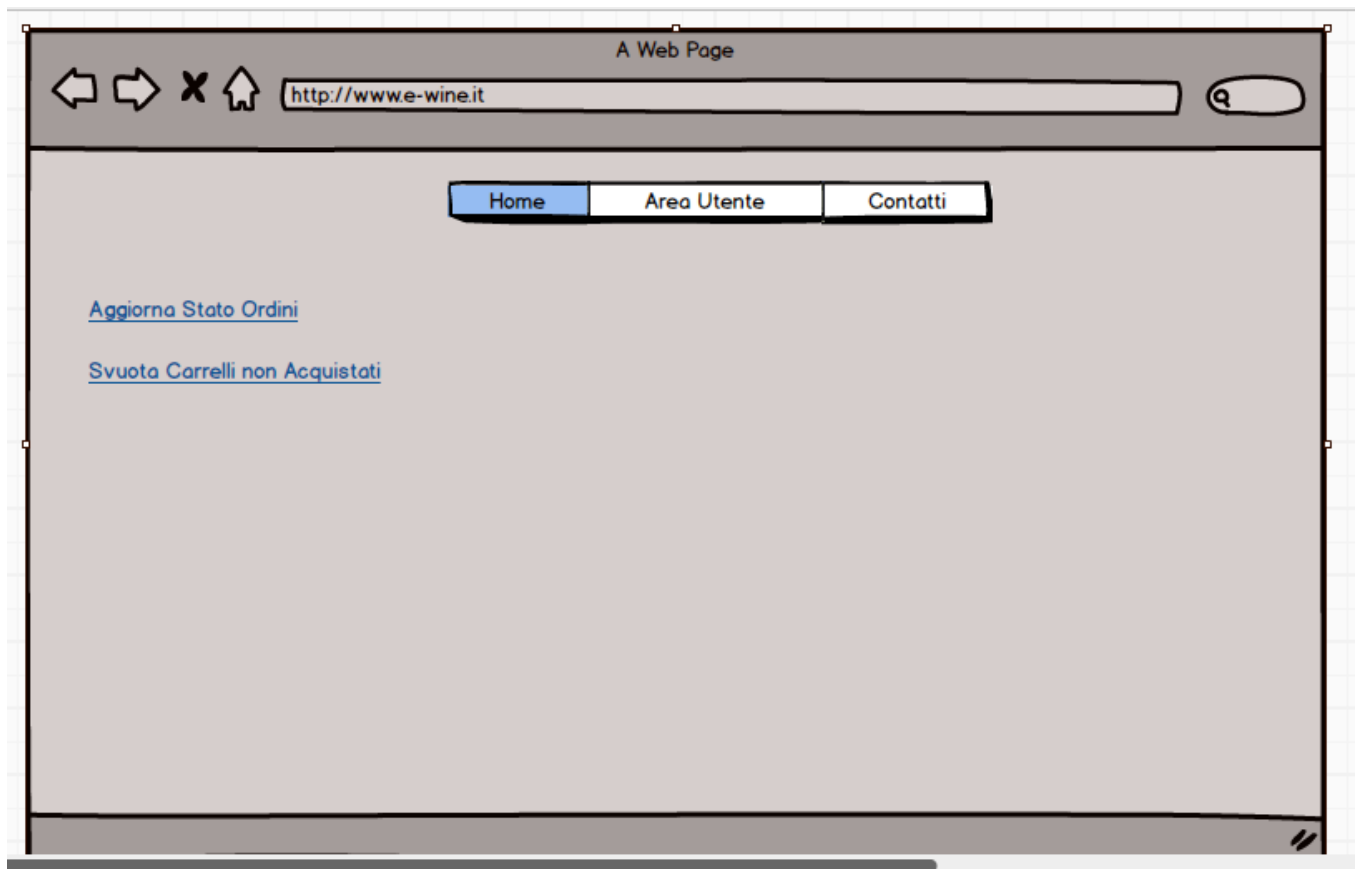 A Web Page
http://www.e-wine.it
Home Area Utente Contatti
Aggiorna Stato Ordini
Svuota Carrelli non Acquistati